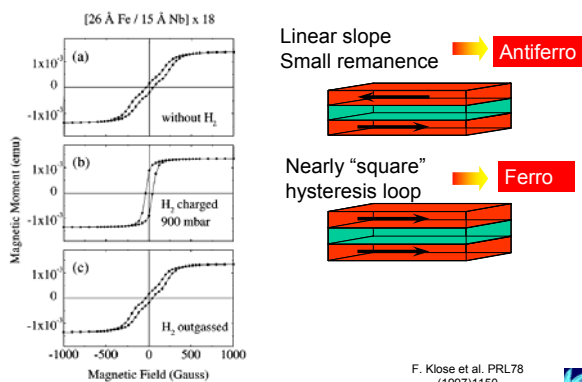 [26 Å Fe / 15 Å Nb] x 18
Magnetic Moment (emu)
1x10⁻³
0
-1x10⁻³
(a)
without H₂
1x10⁻³
0
-1x10⁻³
(b)
H₂ charged
900 mbar
1x10⁻³
0
-1x10⁻³
(c)
H₂ outgassed
-1000 -500 0 500 1000
Magnetic Field (Gauss)
Linear slope
Small remanence
Antiferro
Nearly “square”
hysteresis loop
Ferro
F. Klose et al. PRL78